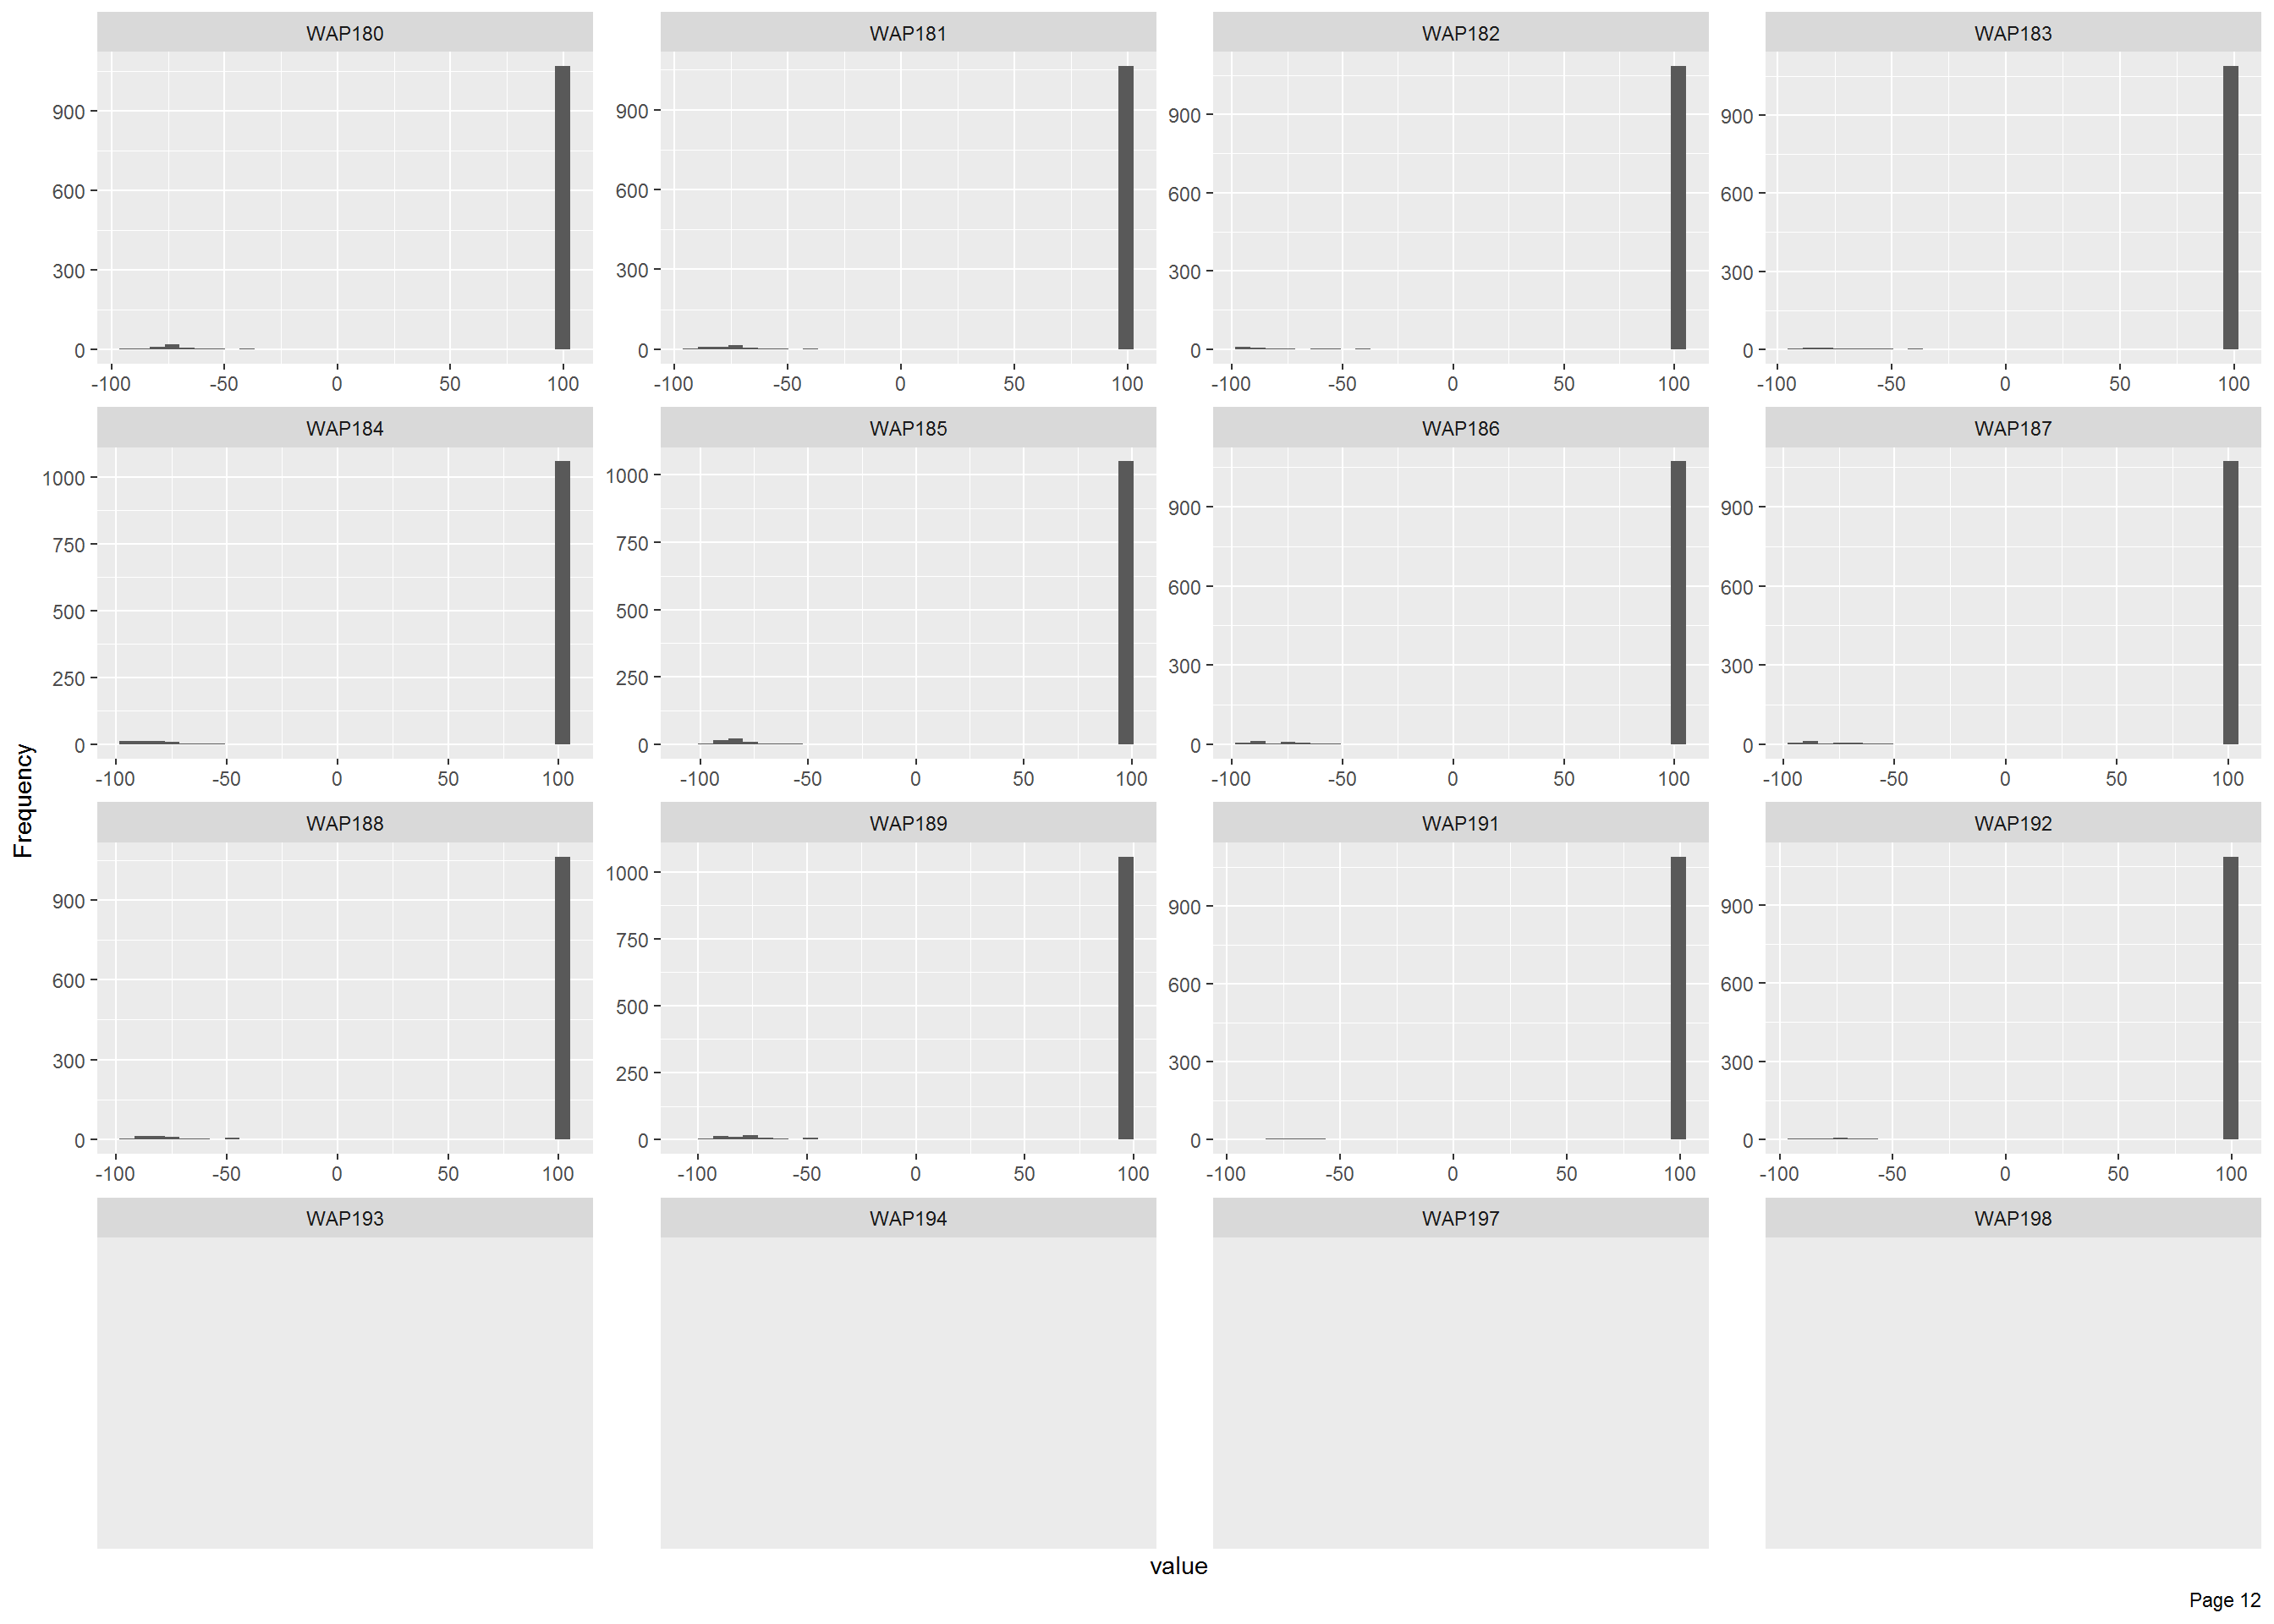 WAP180 WAP181 WAP182 WAP183
900 900 900 900
600 600 600 600
300 300 300 300
0 0 0 0
-100 -50 0 50 100 -100 -50 0 50 100 -100 -50 0 50 100 -100 -50 0 50 100
WAP184 WAP185 WAP186 WAP187
1000 1000 900 900
750 750 600 600
500 500 300 300
250 250
0 0 0 0
-100 -50 0 50 100 -100 -50 0 50 100 -100 -50 0 50 100 -100 -50 0 50 100
Frequency
WAP188 WAP189 WAP191 WAP192
900 1000 900 900
600 750 600 600
300 500 300 300
250
0 0 0 0
-100 -50 0 50 100 -100 -50 0 50 100 -100 -50 0 50 100 -100 -50 0 50 100
WAP193 WAP194 WAP197 WAP198
value
Page 12